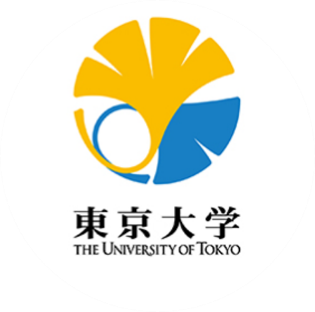 東京大学
THE UNIVERSITY OF TOKYO